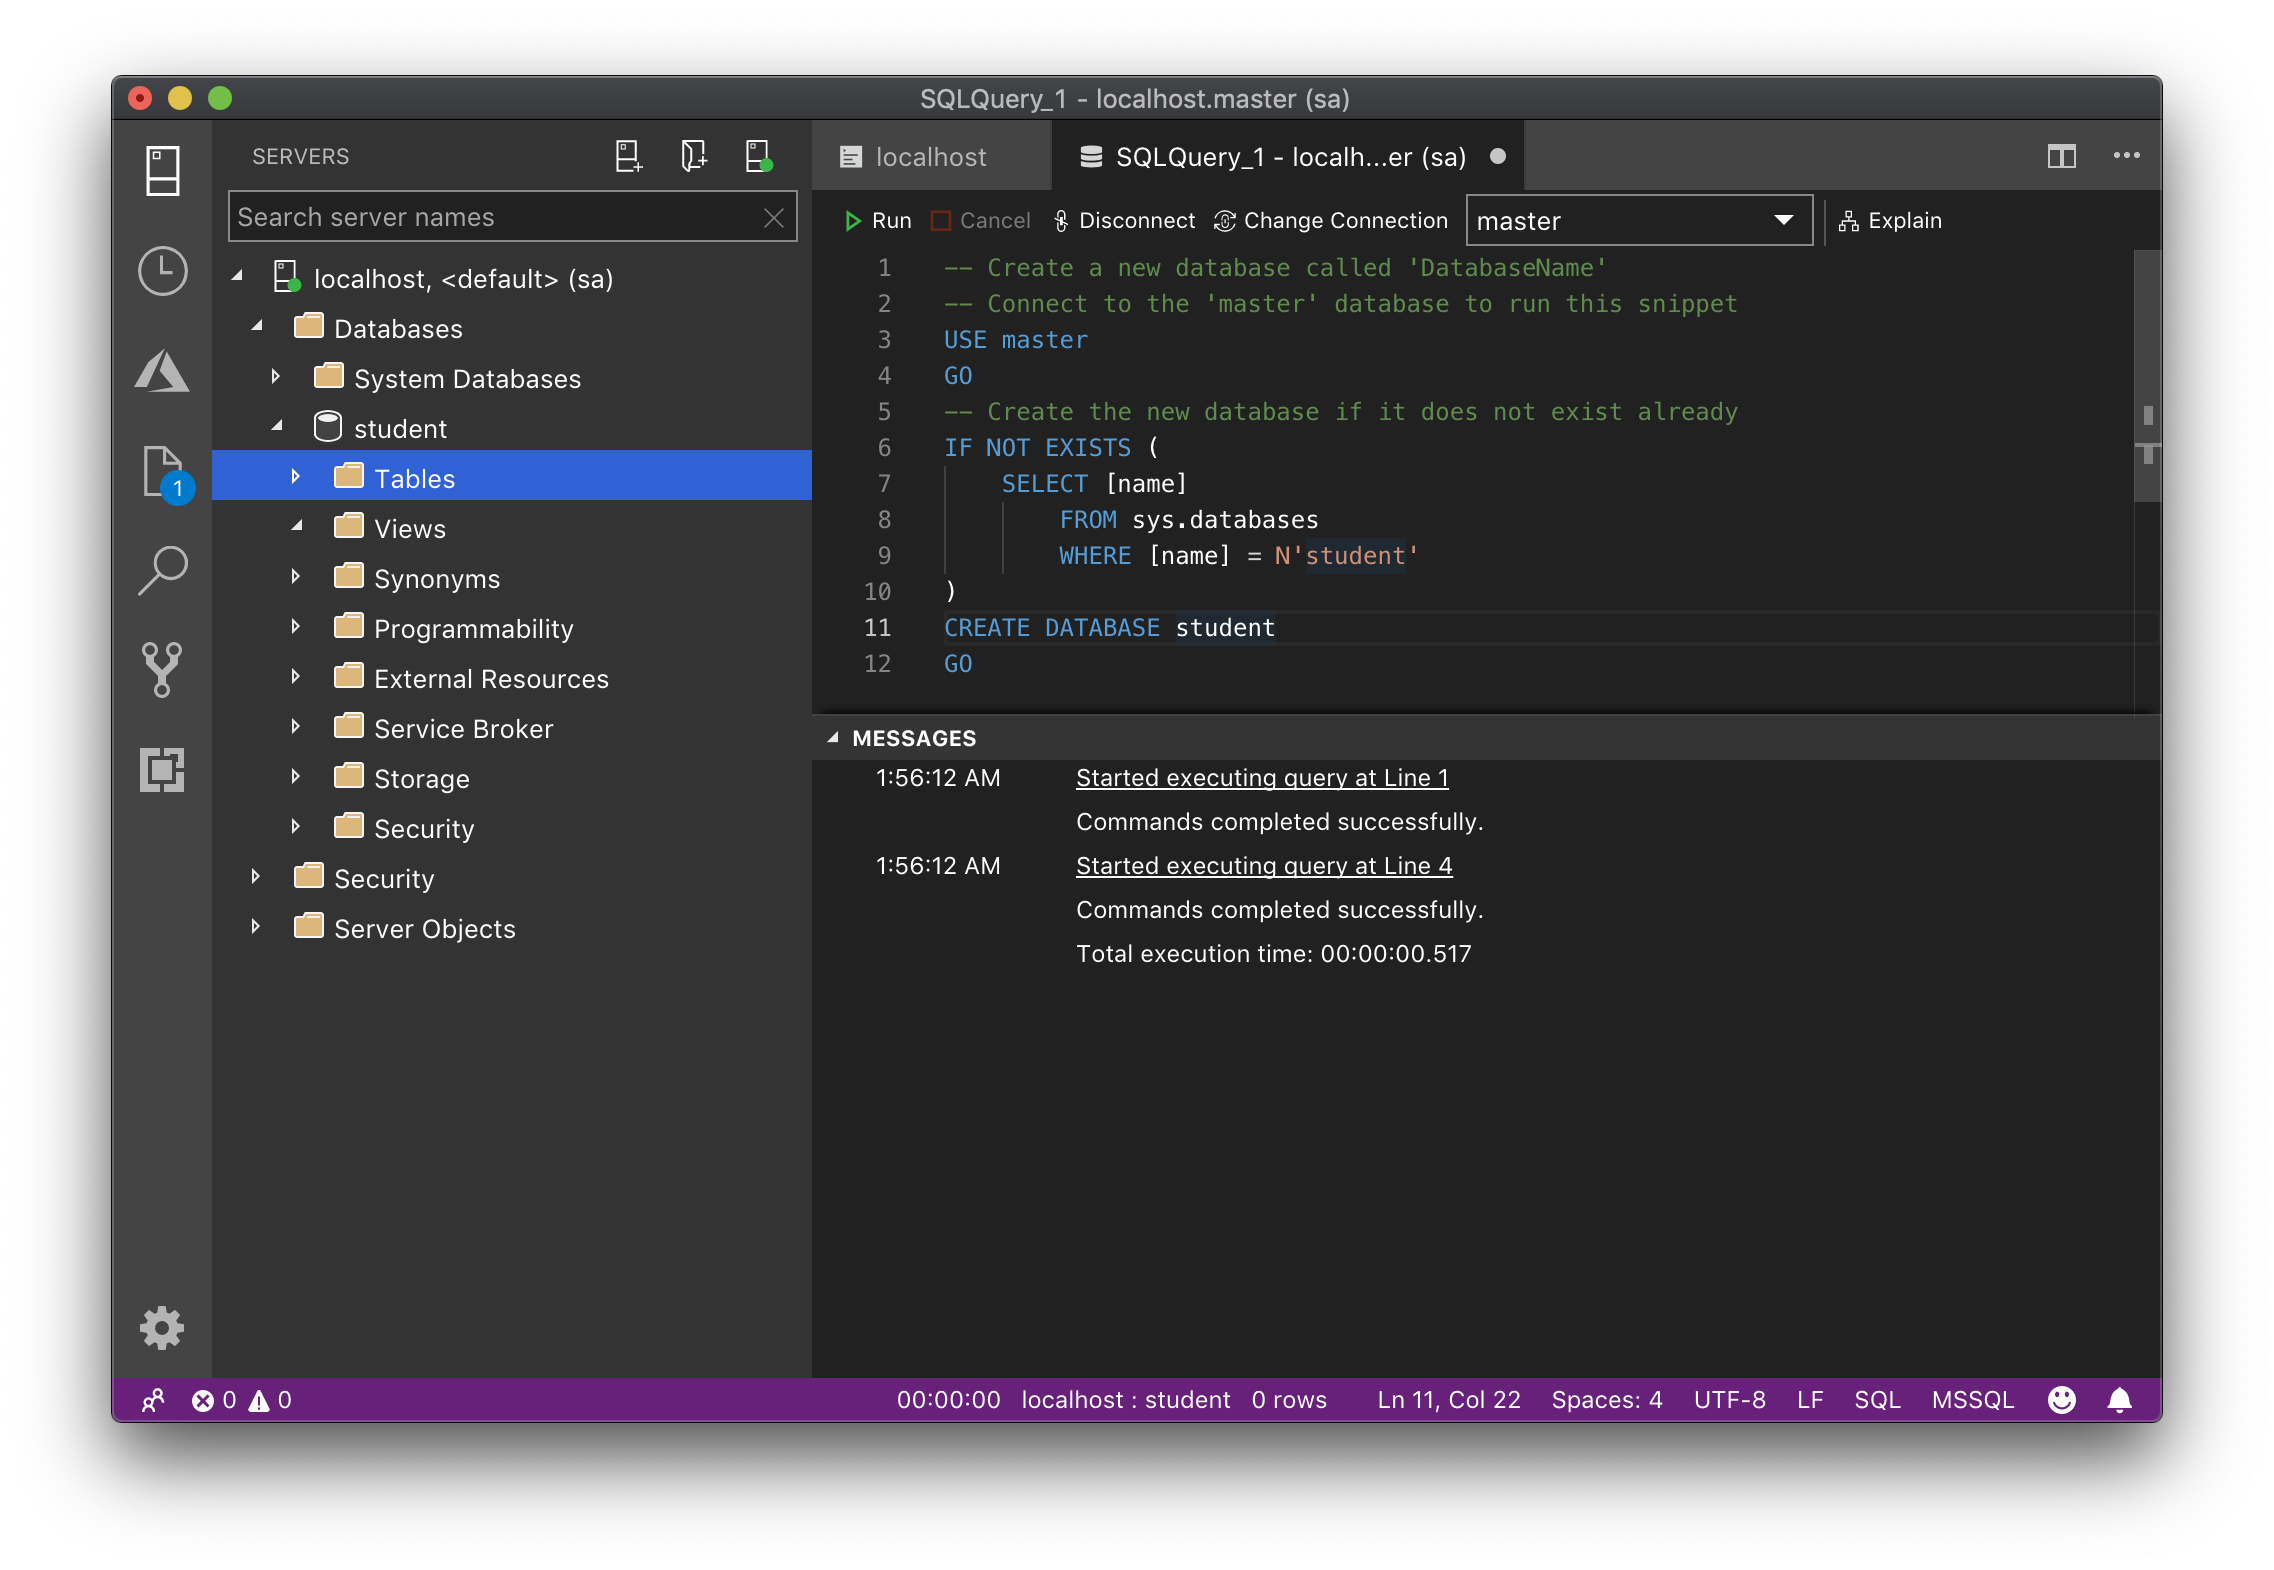 SQLQuery_1 - localhost.master (sa)
SERVERS
Search server names
localhost, <default> (sa)
Databases
System Databases
student
Tables
Views
Synonyms
Programmability
External Resources
Service Broker
Storage
Security
Security
Server Objects
1
localhost
SQLQuery_1 - localh...er (sa)
Run Cancel Disconnect Change Connection master Explain
1 -- Create a new database called 'DatabaseName'
2 -- Connect to the 'master' database to run this snippet
3 USE master
4 GO
5 -- Create the new database if it does not exist already
6 IF NOT EXISTS (
7 SELECT [name]
8 FROM sys.databases
9 WHERE [name] = N'student'
10 )
11 CREATE DATABASE student
12 GO
MESSAGES
1:56:12 AM Started executing query at Line 1
Commands completed successfully.
1:56:12 AM Started executing query at Line 4
Commands completed successfully.
Total execution time: 00:00:00.517
0 0 00:00:00 localhost : student 0 rows Ln 11, Col 22 Spaces: 4 UTF-8 LF SQL MSSQL